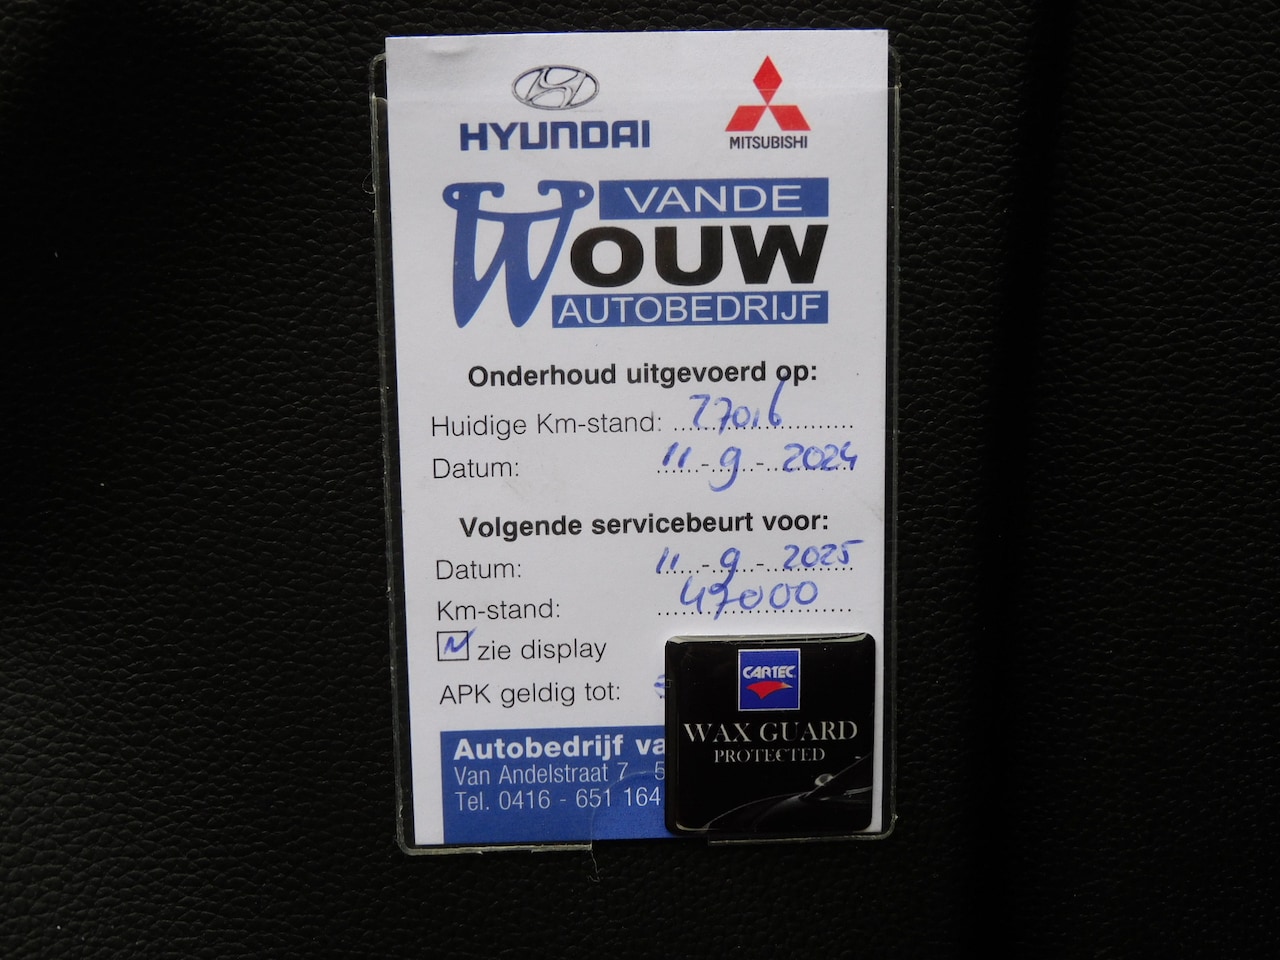 HYUNDAI
MITSUBISHI
VANDE
WOUW
AUTOBEDRIJF
Onderhoud uitgevoerd op:
Huidige Km-stand: 27016
Datum: 11-9-2024
Volgende servicebeurt voor:
Datum: 11-9-2025
Km-stand: 47000
zie display
APK geldig tot:
Autobedrijf va
Van Andelstraat 7 5
Tel. 0416 - 651 164
CARTEC
WAX GUARD
PROTECTED